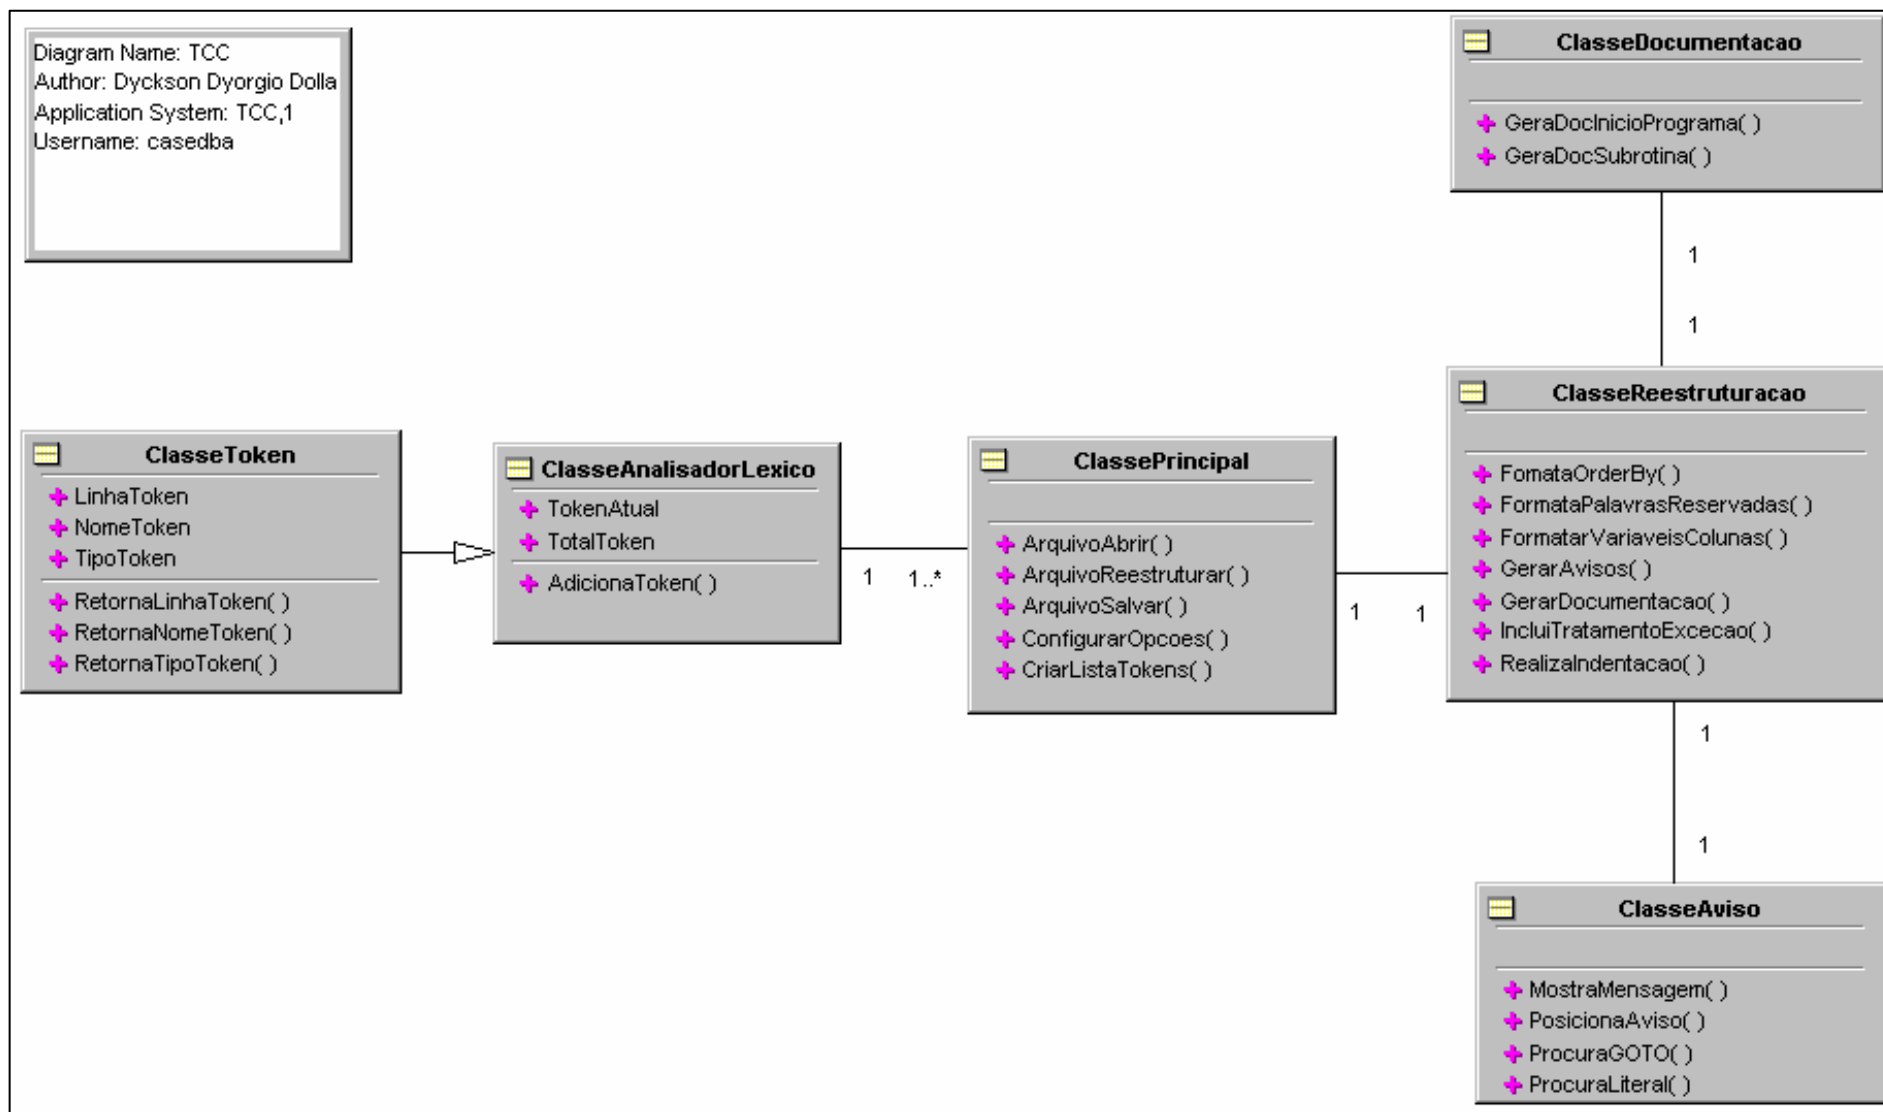 Diagram Name: TCC
Author: Dyckson Dyorgio Dolla
Application System: TCC,1
Username: casedba
ClasseDocumentacao
GeraDocInicioPrograma( )
GeraDocSubrotina( )
1
1
ClasseToken
LinhaToken
NomeToken
TipoToken
RetornaLinhaToken( )
RetornaNomeToken( )
RetornaTipoToken( )
ClasseAnalisadorLexico
TokenAtual
TotalToken
AdicionaToken( )
1
1..*
ClassePrincipal
ArquivoAbrir( )
ArquivoReestruturar( )
ArquivoSalvar( )
ConfigurarOpcoes( )
CriarListaTokens( )
1
1
ClasseReestruturacao
FomataOrderBy( )
FormataPalavrasReservadas( )
FormatarVariaveisColunas( )
GerarAvisos( )
GerarDocumentacao( )
IncluiTratamentoExcecao( )
RealizaIndentacao( )
1
1
ClasseAviso
MostraMensagem( )
PosicionaAviso( )
ProcuraGOTO( )
ProcuraLiteral( )